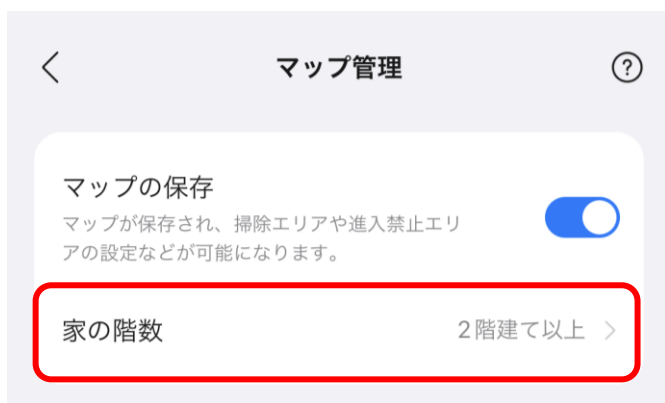 マップ管理
?
マップの保存
マップが保存され、掃除エリアや進入禁止エリ
アの設定などが可能になります。
家の階数 2階建て以上